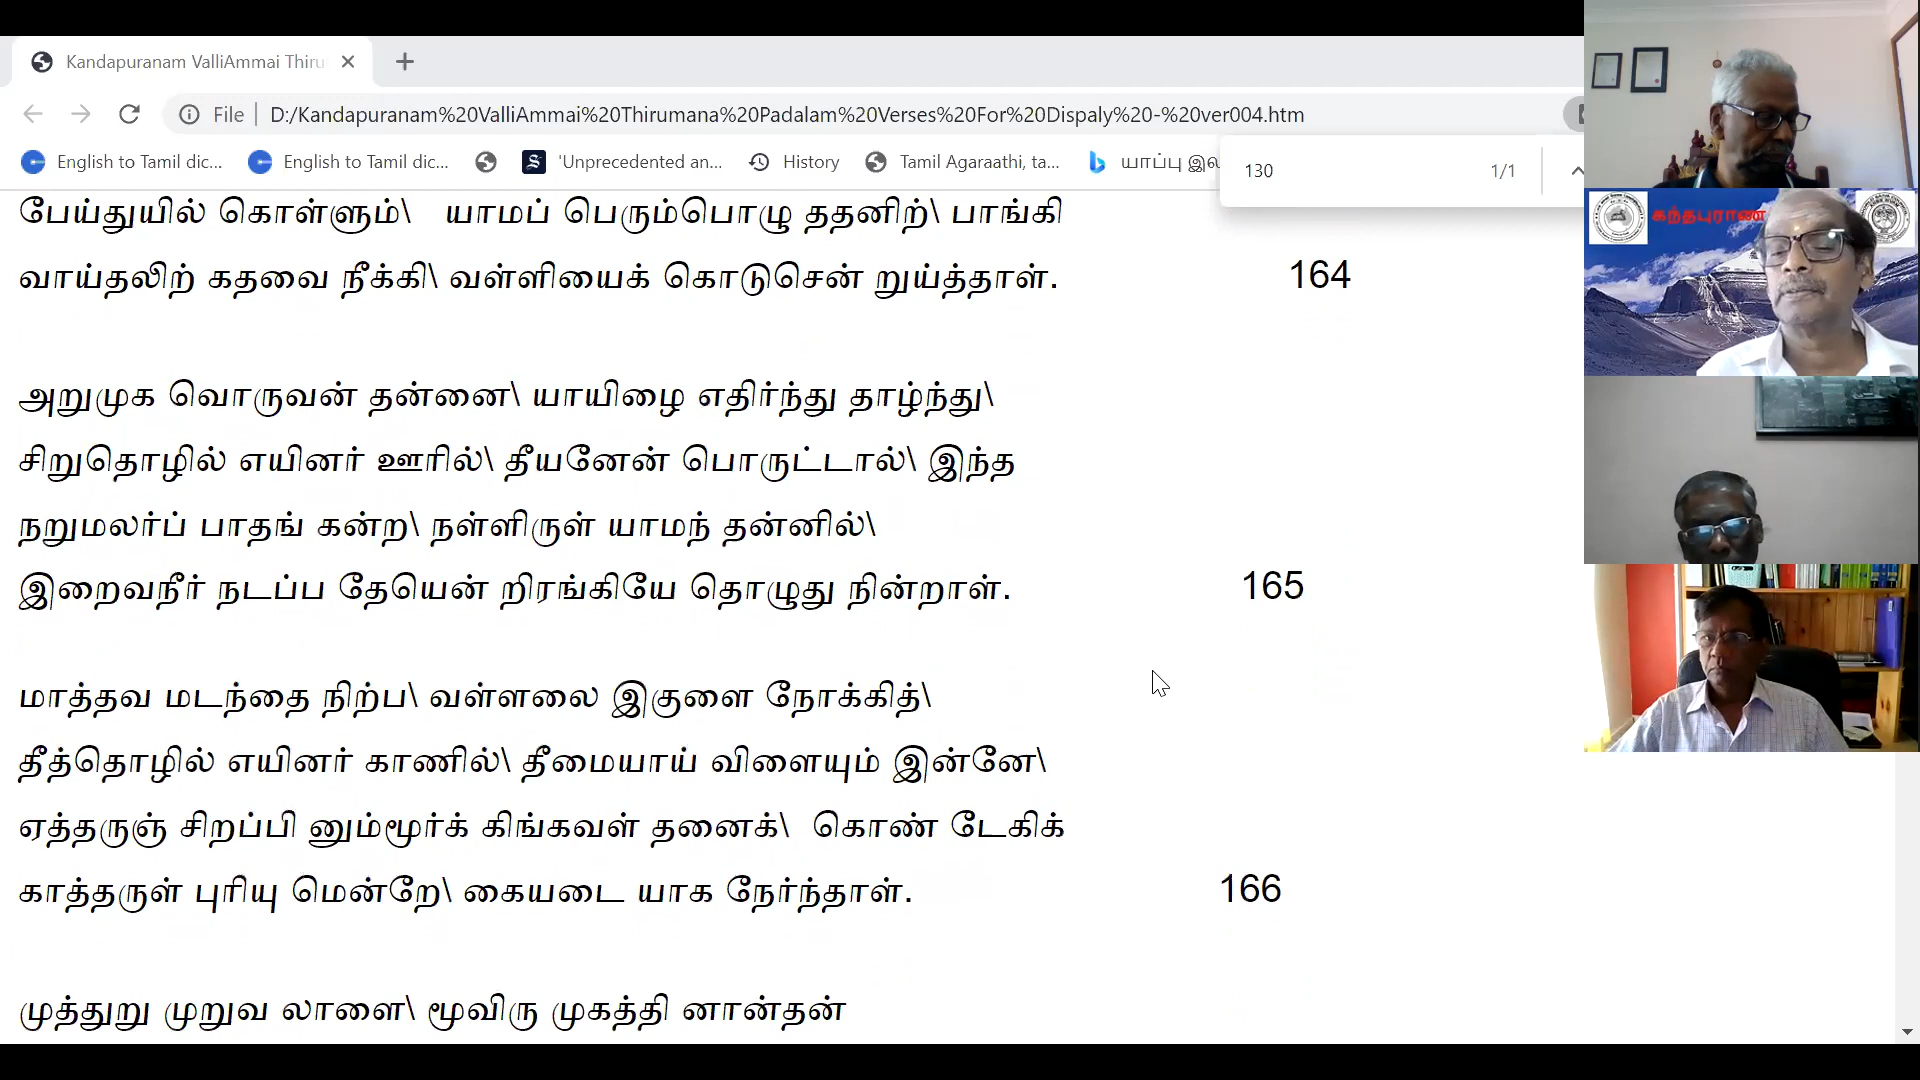 Kandapuranam ValliAmmai Thiru
File
D:/Kandapuranam%20ValliAmmai%20Thirumana%20Padalam%20Verses%20For%20Dispaly%20-%20ver004.htm
English to Tamil dic...
English to Tamil dic...
'Unprecedented an...
History
Tamil Agaraathi, ta...
யாப்பு இல
130
1/1
பேய்துயில் கொள்ளும்\ யாமப் பெரும்பொழு ததனிற்\ பாங்கி
வாய்தலிற் கதவை நீக்கி\ வள்ளியைக் கொடுசென் றுய்த்தாள். 164
அறுமுக வொருவன் தன்னை\ யாயிழை எதிர்ந்து தாழ்ந்து\
சிறுதொழில் எயினர் ஊரில்\ தீயனேன் பொருட்டால்\ இந்த
நறுமலர்ப் பாதங் கன்ற\ நள்ளிருள் யாமந் தன்னில்\
இறைவநீர் நடப்ப தேயென் றிரங்கியே தொழுது நின்றாள். 165
மாத்தவ மடந்தை நிற்ப\ வள்ளலை இகுளை நோக்கித்\
தீத்தொழில் எயினர் காணில்\ தீமையாய் விளையும் இன்னே\
ஏத்தருஞ் சிறப்பி னும்மூர்க் கிங்கவள் தனைக்\ கொண் டேகிக்
காத்தருள் புரியு மென்றே\ கையடை யாக நேர்ந்தாள். 166
முத்துறு முறுவ லாளை\ மூவிரு முகத்தி னான்தன்
கந்தபுராண